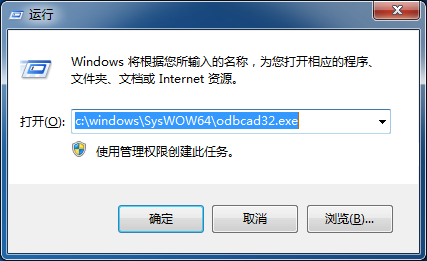 运行
Windows 将根据您所输入的名称，为您打开相应的程序、
文件夹、文档或 Internet 资源。
打开(O): c:\windows\SysWOW64\odbcad32.exe
使用管理权限创建此任务。
确定 取消 浏览(B)...